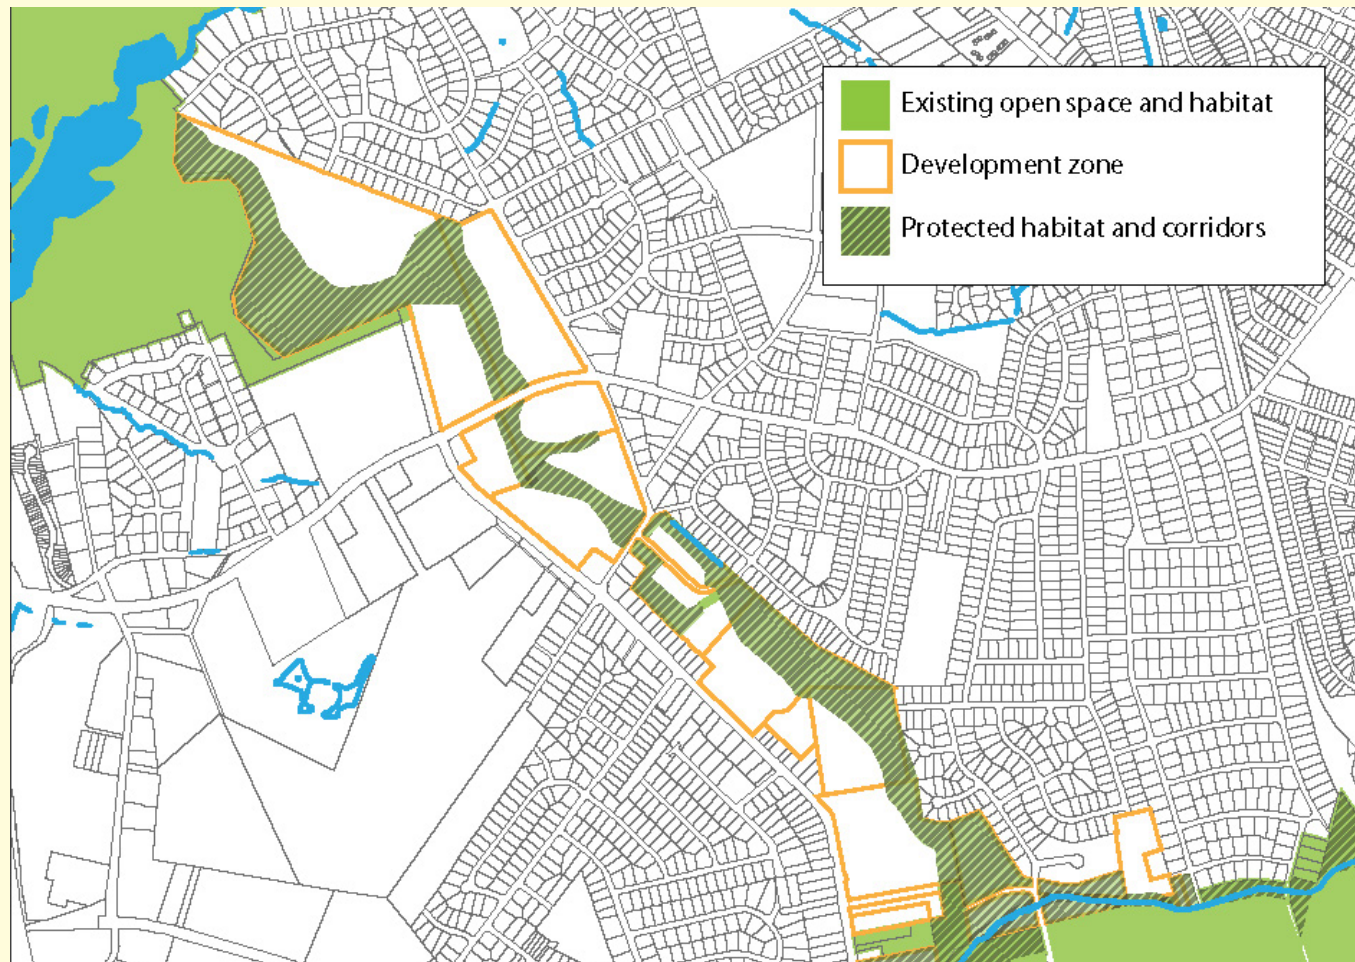 Existing open space and habitat
Development zone
Protected habitat and corridors